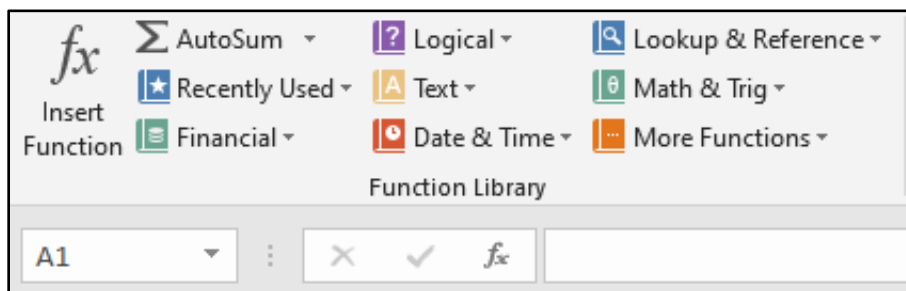 fx AutoSum Logical Lookup & Reference
Insert Function Recently Used Text Math & Trig
Financial Date & Time More Functions
Function Library
A1 fx